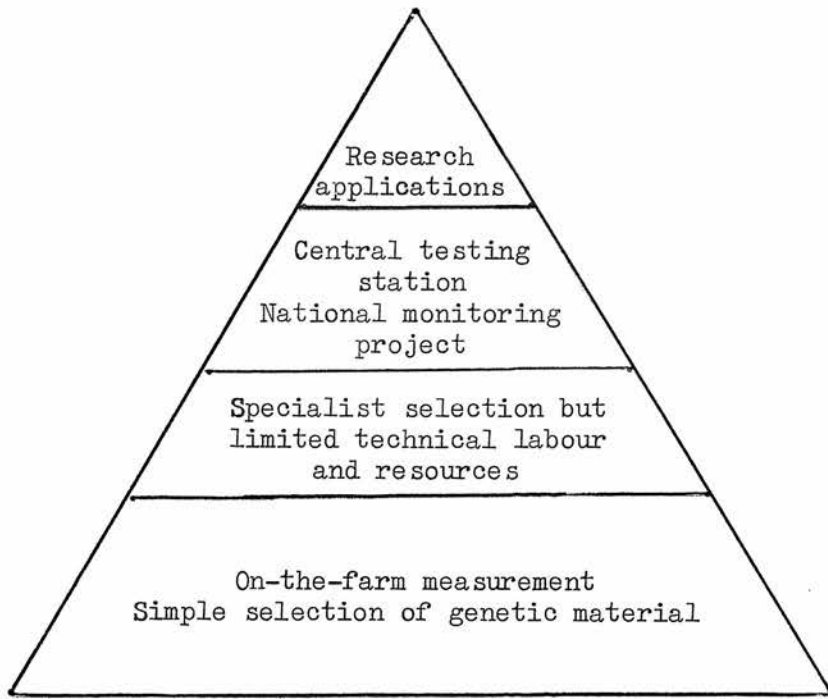 Research
applications
Central testing
station
National monitoring
project
Specialist selection but
limited technical labour
and resources
On-the-farm measurement
Simple selection of genetic material